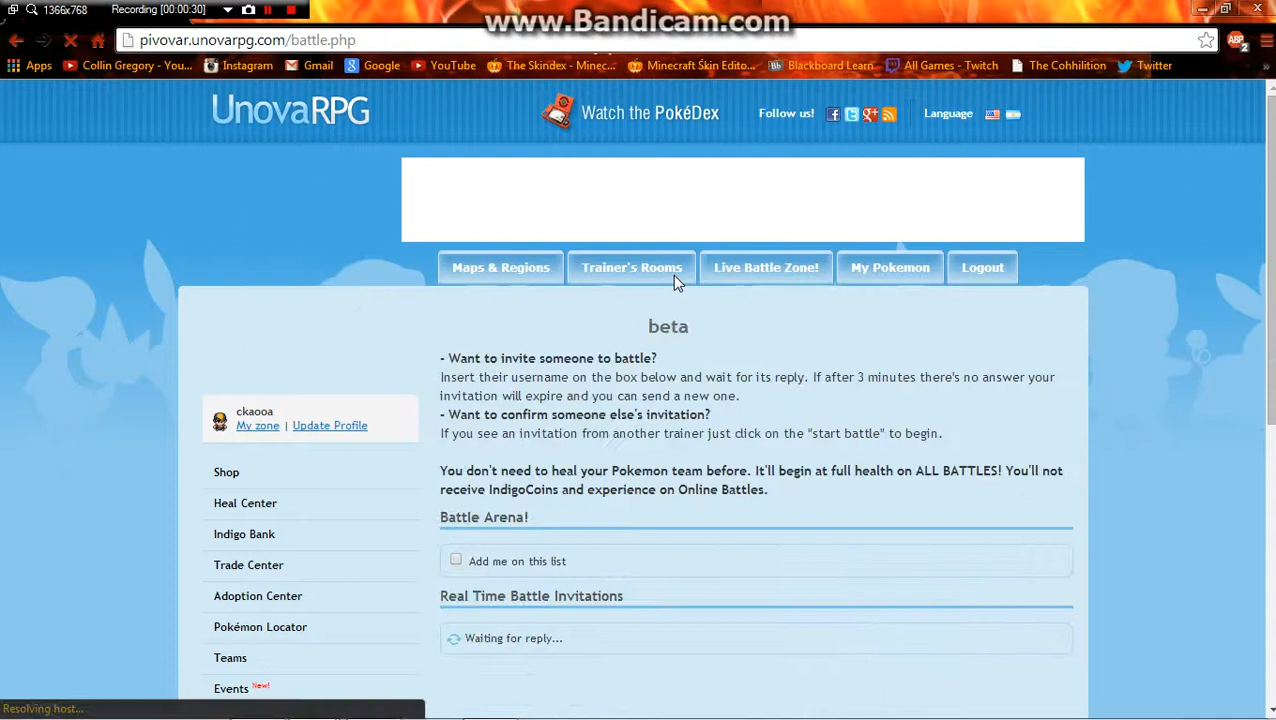 www.Bandicam.com
1366x768 Recording [00:00:30]
pivovar.unovarpg.com/battle.php
ABP 2
Apps Collin Gregory - You... Instagram Gmail Google YouTube The Skindex - Minec... Minecraft Skin Edito... Bb Blackboard Learn All Games - Twitch The Cohhilition Twitter »
UnovaRPG Watch the PokéDex Follow us! Language
Maps & Regions Trainer's Rooms Live Battle Zone! My Pokemon Logout
beta
- Want to invite someone to battle?
Insert their username on the box below and wait for its reply. If after 3 minutes there's no answer your
invitation will expire and you can send a new one.
- Want to confirm someone else's invitation?
If you see an invitation from another trainer just click on the "start battle" to begin.
You don't need to heal your Pokemon team before. It'll begin at full health on ALL BATTLES! You'll not
receive IndigoCoins and experience on Online Battles.
Battle Arena!
Add me on this list
Real Time Battle Invitations
Waiting for reply...
ckaooa
My zone | Update Profile
Shop
Heal Center
Indigo Bank
Trade Center
Adoption Center
Pokémon Locator
Teams
Events New!
Resolving host...